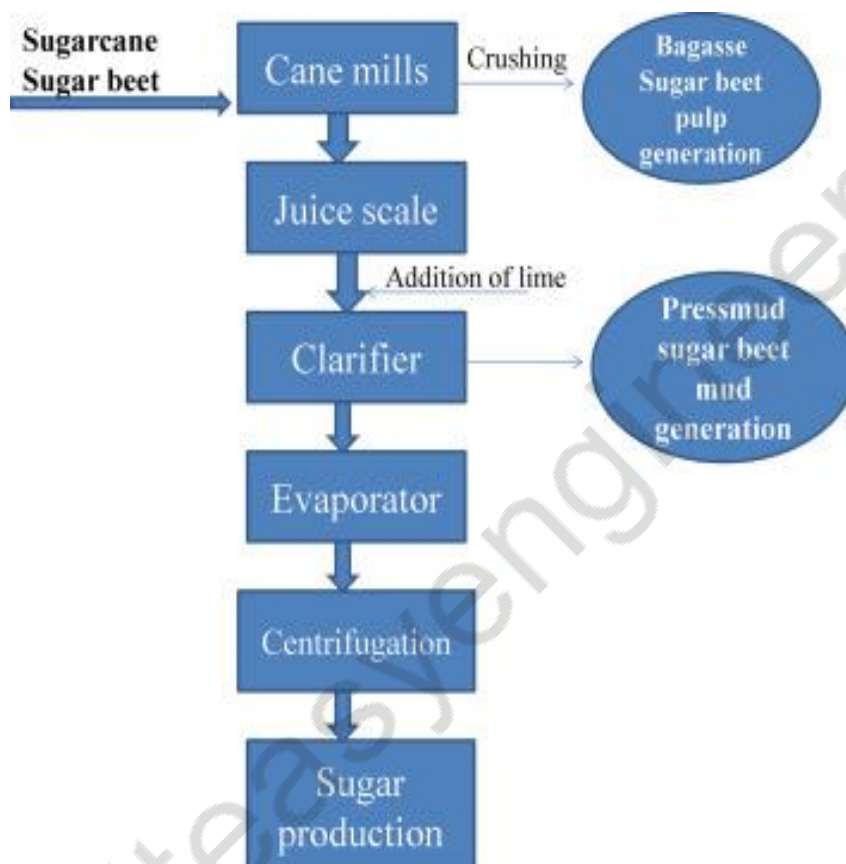 Sugarcane
Sugar beet
Cane mills
Crushing
Bagasse
Sugar beet
pulp
generation
Juice scale
Addition of lime
Clarifier
Pressmud
sugar beet
mud
generation
Evaporator
Centrifugation
Sugar
production